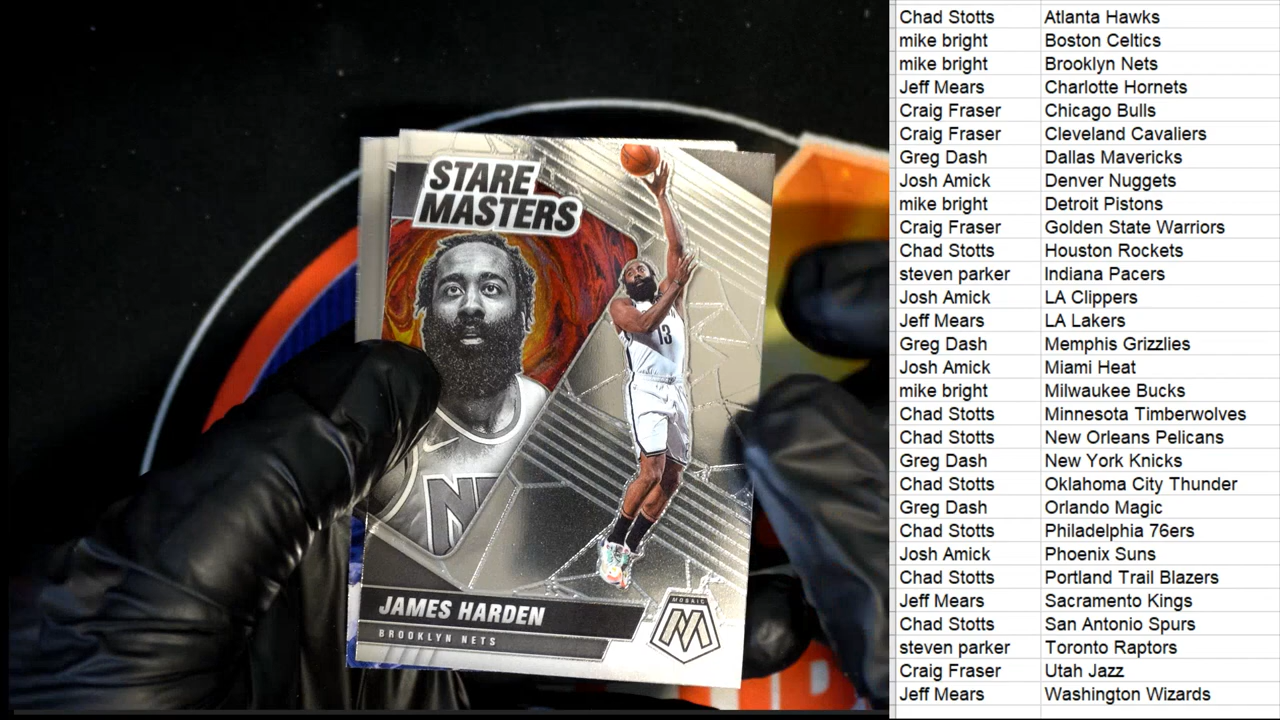 STARE
MASTERS
13
JAMES HARDEN
BROOKLYN NETS
MOSAIC
Chad Stotts Atlanta Hawks
mike bright Boston Celtics
mike bright Brooklyn Nets
Jeff Mears Charlotte Hornets
Craig Fraser Chicago Bulls
Craig Fraser Cleveland Cavaliers
Greg Dash Dallas Mavericks
Josh Amick Denver Nuggets
mike bright Detroit Pistons
Craig Fraser Golden State Warriors
Chad Stotts Houston Rockets
steven parker Indiana Pacers
Josh Amick LA Clippers
Jeff Mears LA Lakers
Greg Dash Memphis Grizzlies
Josh Amick Miami Heat
mike bright Milwaukee Bucks
Chad Stotts Minnesota Timberwolves
Chad Stotts New Orleans Pelicans
Greg Dash New York Knicks
Chad Stotts Oklahoma City Thunder
Greg Dash Orlando Magic
Chad Stotts Philadelphia 76ers
Josh Amick Phoenix Suns
Chad Stotts Portland Trail Blazers
Jeff Mears Sacramento Kings
Chad Stotts San Antonio Spurs
steven parker Toronto Raptors
Craig Fraser Utah Jazz
Jeff Mears Washington Wizards